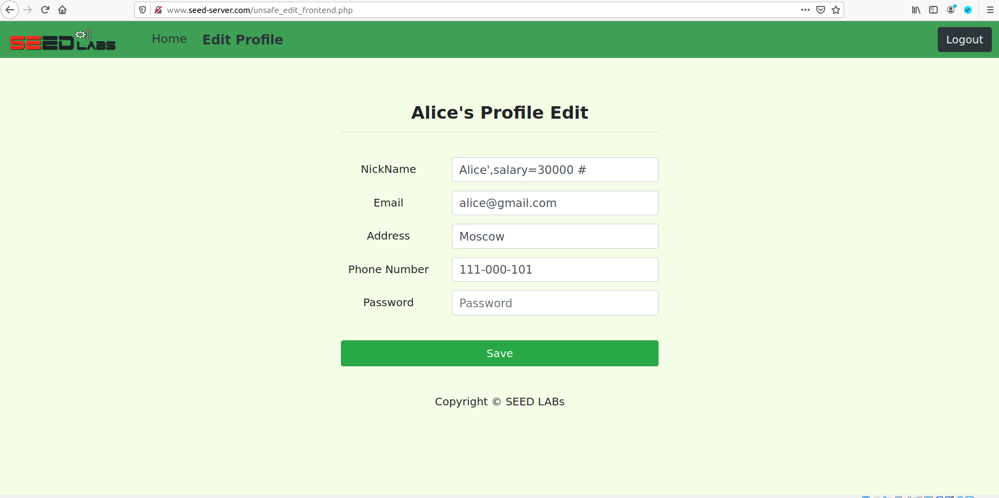 www.seed-server.com/unsafe_edit_frontend.php
SEED LABS
Home
Edit Profile
Logout
Alice's Profile Edit
NickName
Alice',salary=30000 #
Email
alice@gmail.com
Address
Moscow
Phone Number
111-000-101
Password
Password
Save
Copyright © SEED LABs